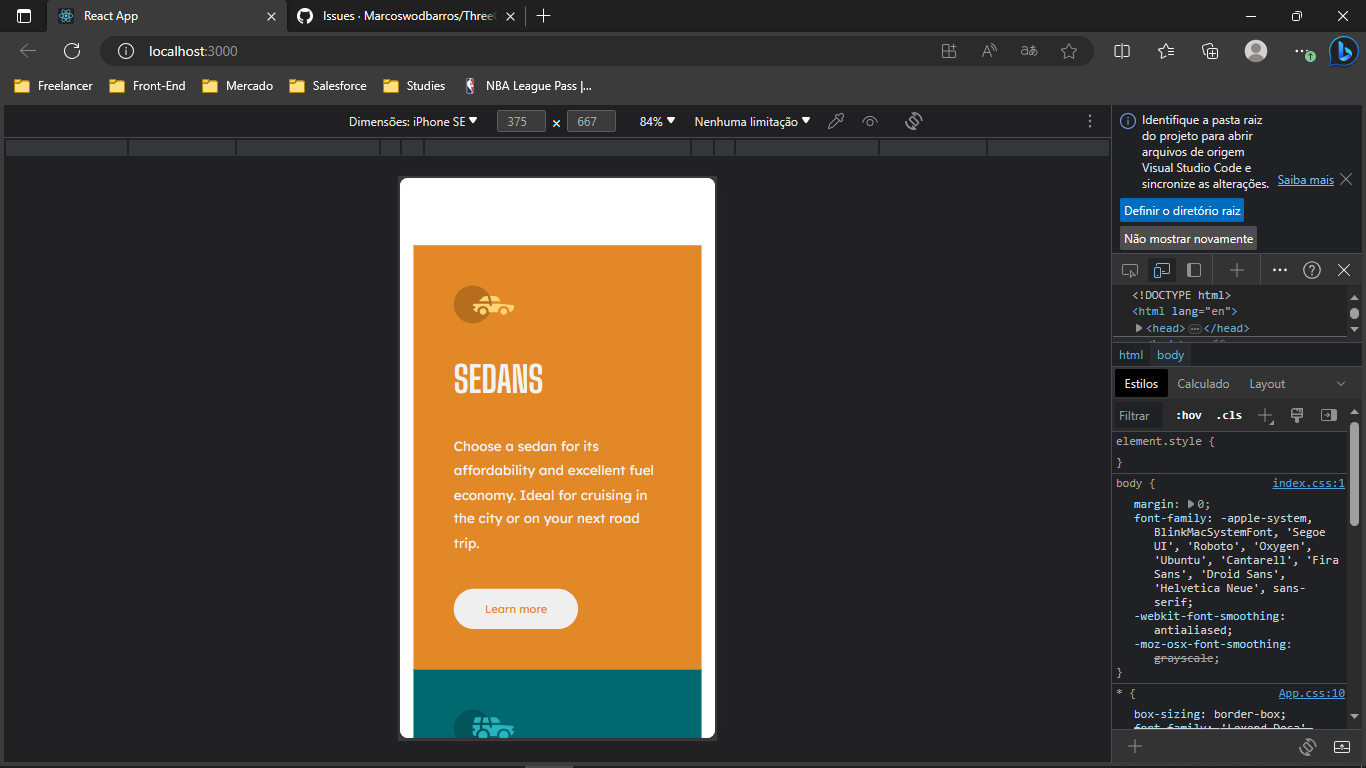 React App
Issues · Marcoswodbarros/Three
localhost:3000
Freelancer
Front-End
Mercado
Salesforce
Studies
NBA League Pass |...
Dimensões: iPhone SE
375 × 667
84%
Nenhuma limitação
SEDANS
Choose a sedan for its
affordability and excellent fuel
economy. Ideal for cruising in
the city or on your next road
trip.
Learn more
Identifique a pasta raiz
do projeto para abrir
arquivos de origem
Visual Studio Code e
sincronize as alterações.
Saiba mais
Definir o diretório raiz
Não mostrar novamente
<!DOCTYPE html>
<html lang="en">
<head>…</head>
html body
Estilos Calculado Layout
Filtrar :hov .cls
element.style {
}
body { index.css:1
margin: 0;
font-family: -apple-system,
BlinkMacSystemFont, 'Segoe
UI', 'Roboto', 'Oxygen',
'Ubuntu', 'Cantarell', 'Fira
Sans', 'Droid Sans',
'Helvetica Neue', sans-
serif;
-webkit-font-smoothing:
antialiased;
-moz-osx-font-smoothing:
grayscale;
}
* { App.css:10
box-sizing: border-box;
font-family: 'Lexend Deca'